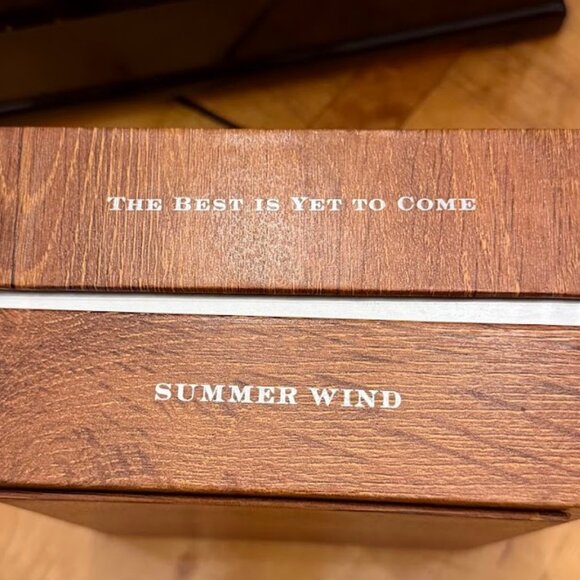 The Best is Yet to Come
SUMMER WIND